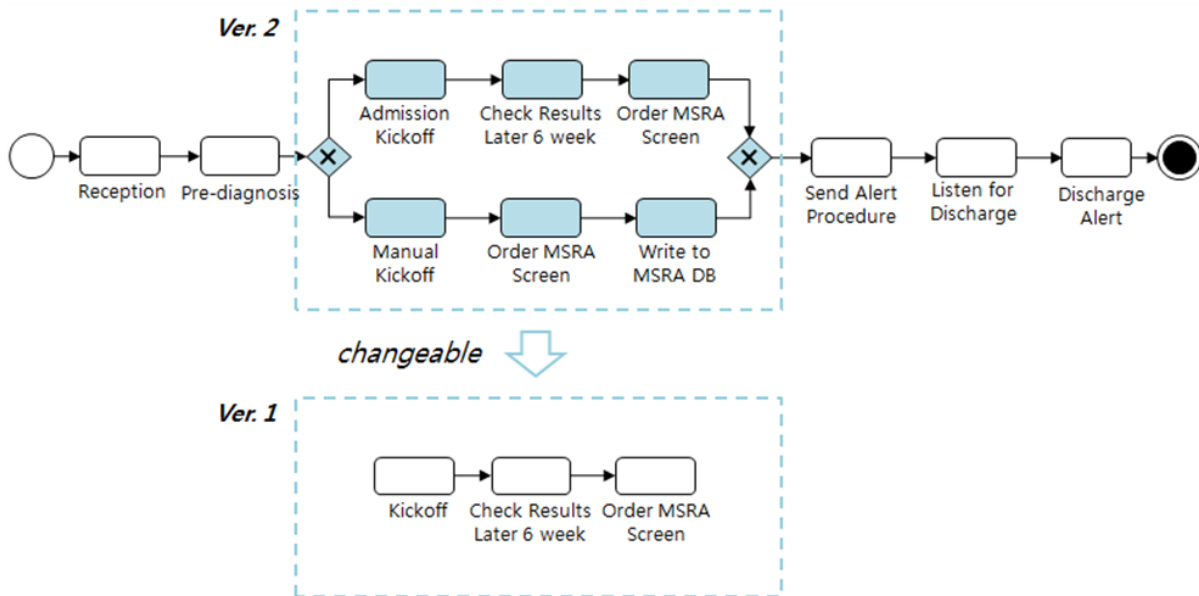 Ver. 2
Admission
Kickoff
Check Results
Later 6 week
Order MSRA
Screen
Reception
Pre-diagnosis
Manual
Kickoff
Order MSRA
Screen
Write to
MSRA DB
Send Alert
Procedure
Listen for
Discharge
Discharge
Alert
changeable
Ver. 1
Kickoff
Check Results
Later 6 week
Order MSRA
Screen